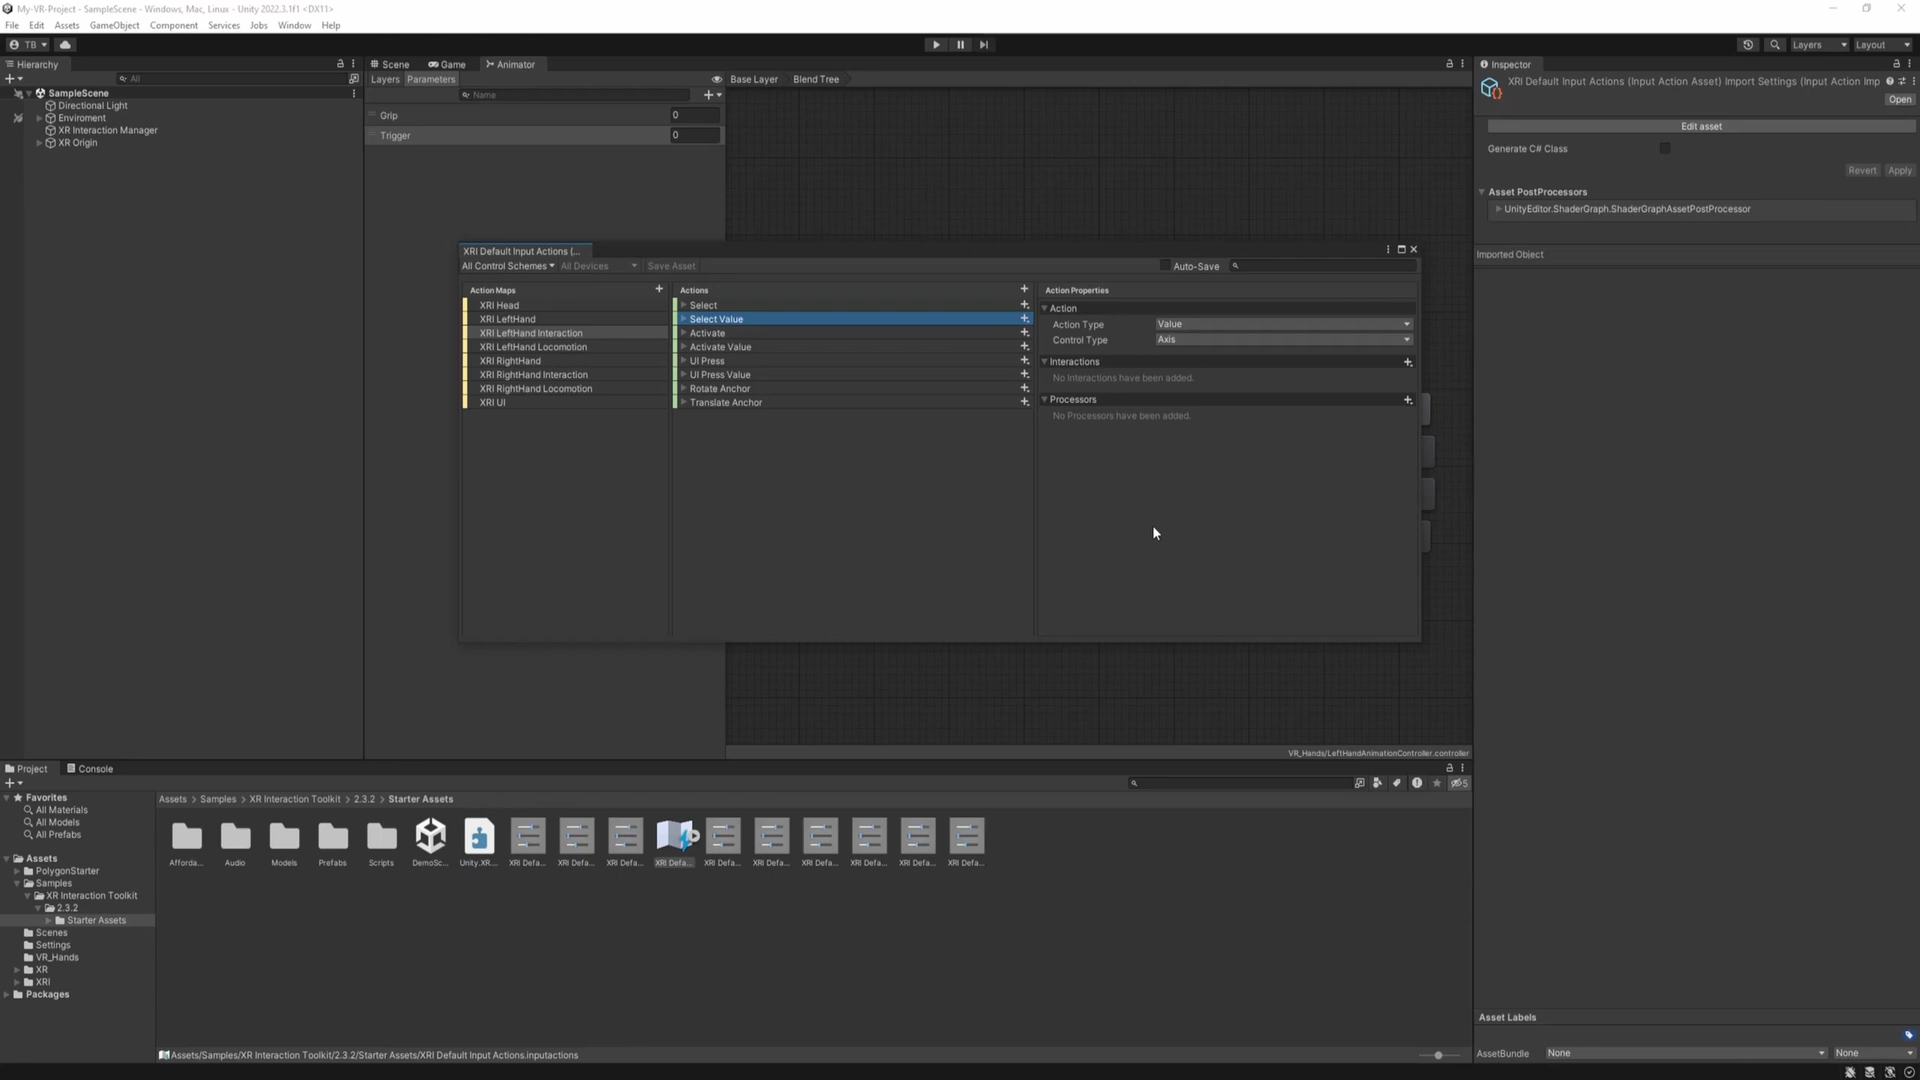 My-VR-Project - SampleScene - Windows, Mac, Linux - Unity 2022.3.1f1 <DX11>
File Edit Assets GameObject Component Services Jobs Window Help
TB
Layers Layout
Hierarchy
All
SampleScene
Directional Light
Enviroment
XR Interaction Manager
XR Origin
Scene Game Animator
Layers Parameters
Base Layer Blend Tree
Name
Grip 0
Trigger 0
XRI Default Input Actions (...
All Control Schemes All Devices Save Asset Auto-Save
Action Maps
XRI Head
XRI LeftHand
XRI LeftHand Interaction
XRI LeftHand Locomotion
XRI RightHand
XRI RightHand Interaction
XRI RightHand Locomotion
XRI UI
Actions
Select
Select Value
Activate
Activate Value
UI Press
UI Press Value
Rotate Anchor
Translate Anchor
Action Properties
Action
Action Type Value
Control Type Axis
Interactions
No Interactions have been added.
Processors
No Processors have been added.
VR_Hands/LeftHandAnimationController.controller
Inspector
XRI Default Input Actions (Input Action Asset) Import Settings (Input Action Imp
Open
Edit asset
Generate C# Class
Revert Apply
Asset PostProcessors
UnityEditor.ShaderGraph.ShaderGraphAssetPostProcessor
Imported Object
Asset Labels
AssetBundle None None
Project Console
5
Favorites
All Materials
All Models
All Prefabs
Assets
PolygonStarter
Samples
XR Interaction Toolkit
2.3.2
Starter Assets
Scenes
Settings
VR_Hands
XR
XRI
Packages
Assets > Samples > XR Interaction Toolkit > 2.3.2 > Starter Assets
Afforda... Audio Models Prefabs Scripts DemoSc... Unity.XR... XRI Defa... XRI Defa... XRI Defa... XRI Defa... XRI Defa... XRI Defa... XRI Defa... XRI Defa... XRI Defa... XRI Defa...
Assets/Samples/XR Interaction Toolkit/2.3.2/Starter Assets/XRI Default Input Actions.inputactions